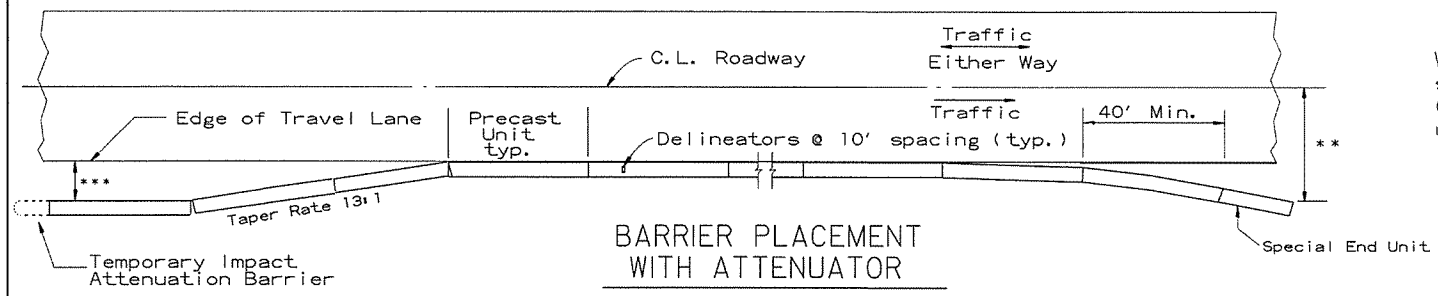 Traffic
Either Way
C.L. Roadway
Traffic
40' Min.
Edge of Travel Lane
Precast
Unit
typ.
Delineators @ 10' spacing (typ.)
**
***
Taper Rate 13:1
BARRIER PLACEMENT
WITH ATTENUATOR
Special End Unit
Temporary Impact
Attenuation Barrier